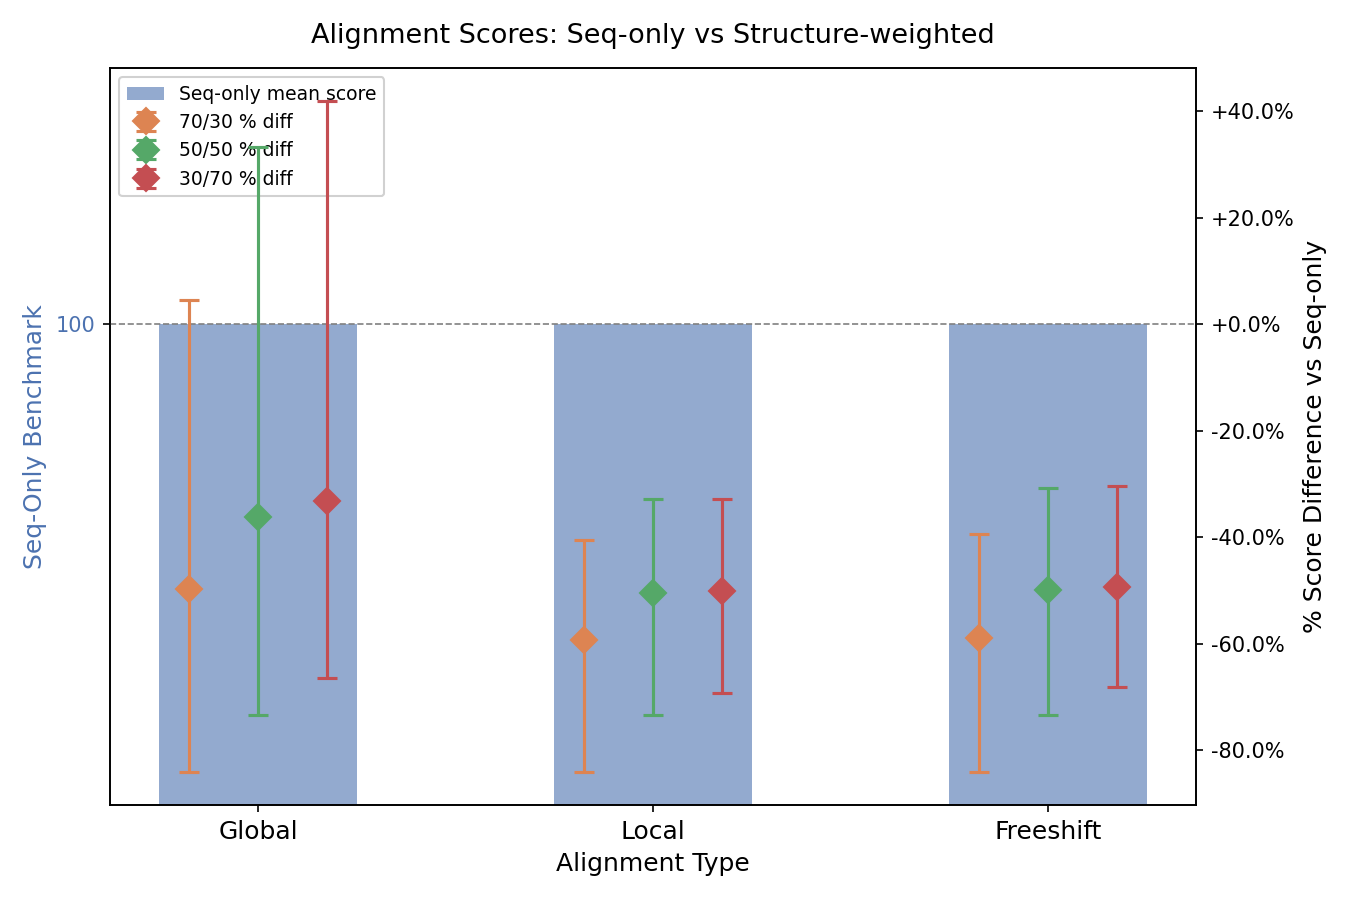 Alignment Scores: Seq-only vs Structure-weighted
Seq-only mean score
70/30 % diff
50/50 % diff
30/70 % diff
Seq-Only Benchmark
100
+40.0%
+20.0%
+0.0%
-20.0%
-40.0%
-60.0%
-80.0%
% Score Difference vs Seq-only
Global
Local
Freeshift
Alignment Type